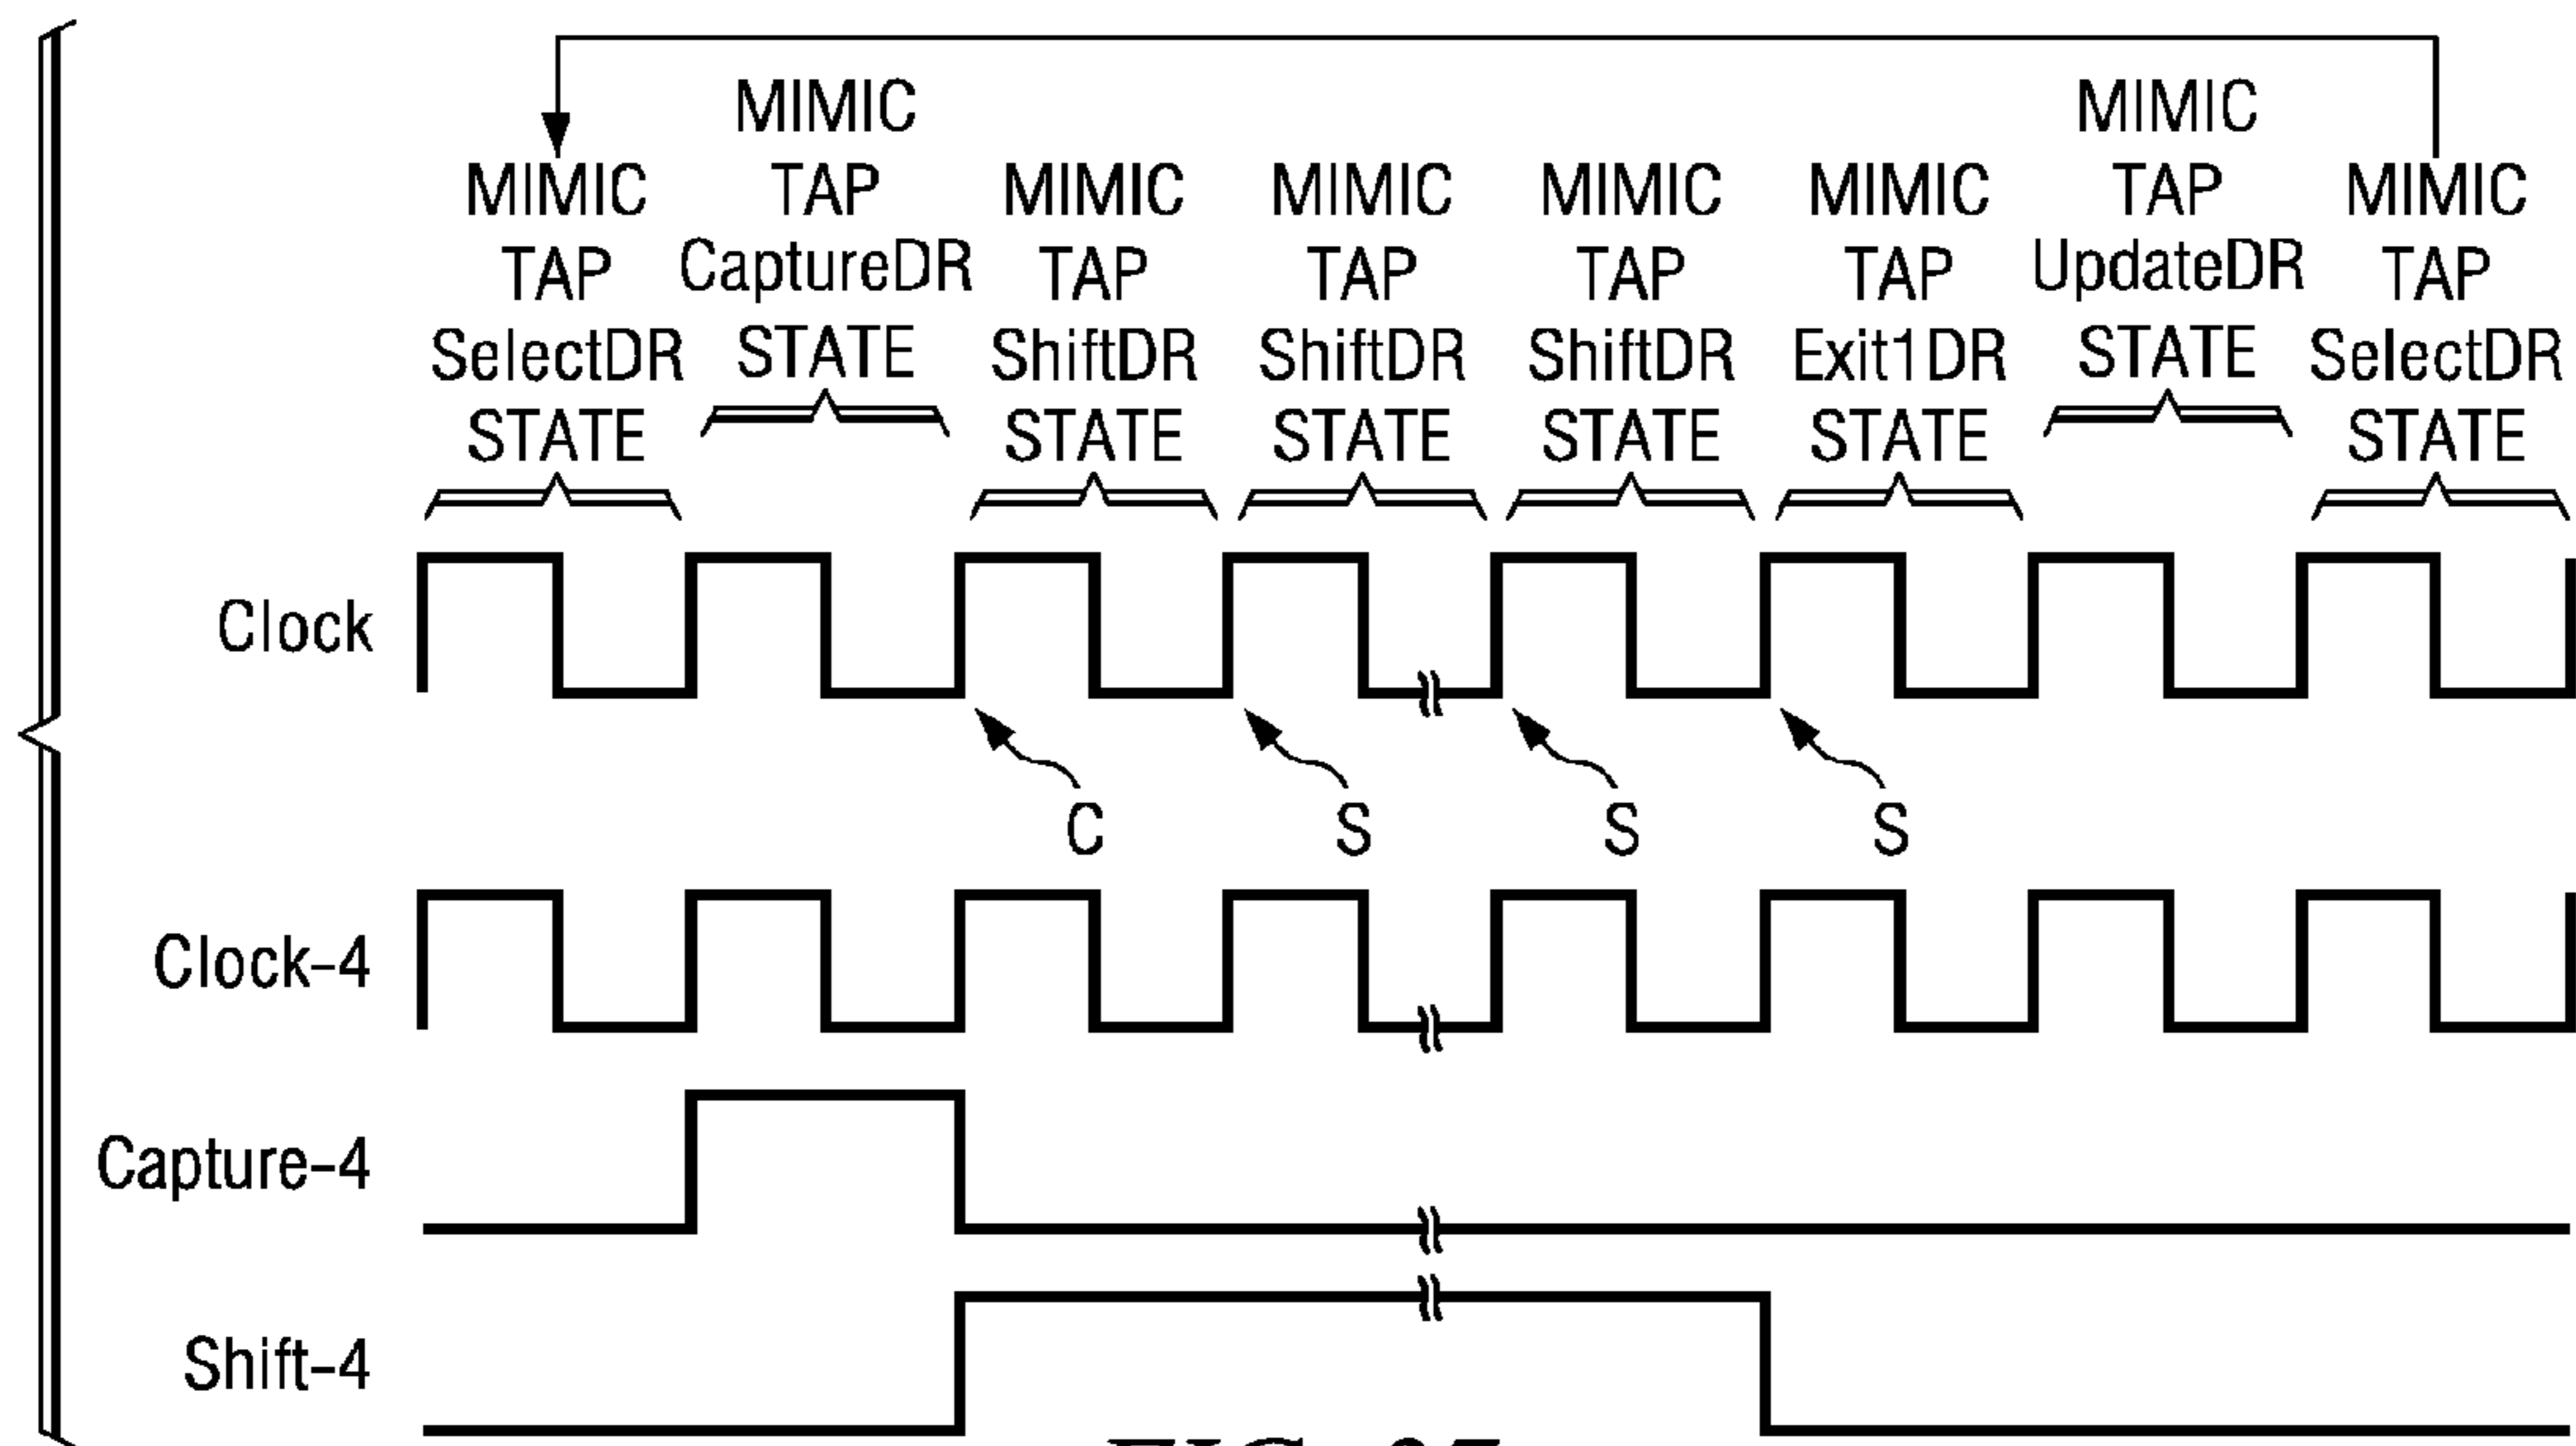 MIMIC
TAP
SelectDR
STATE
MIMIC
TAP
CaptureDR
STATE
MIMIC
TAP
ShiftDR
STATE
MIMIC
TAP
ShiftDR
STATE
MIMIC
TAP
ShiftDR
STATE
MIMIC
TAP
Exit1DR
STATE
MIMIC
TAP
UpdateDR
STATE
MIMIC
TAP
SelectDR
STATE
Clock
C
S
S
S
Clock-4
Capture-4
Shift-4